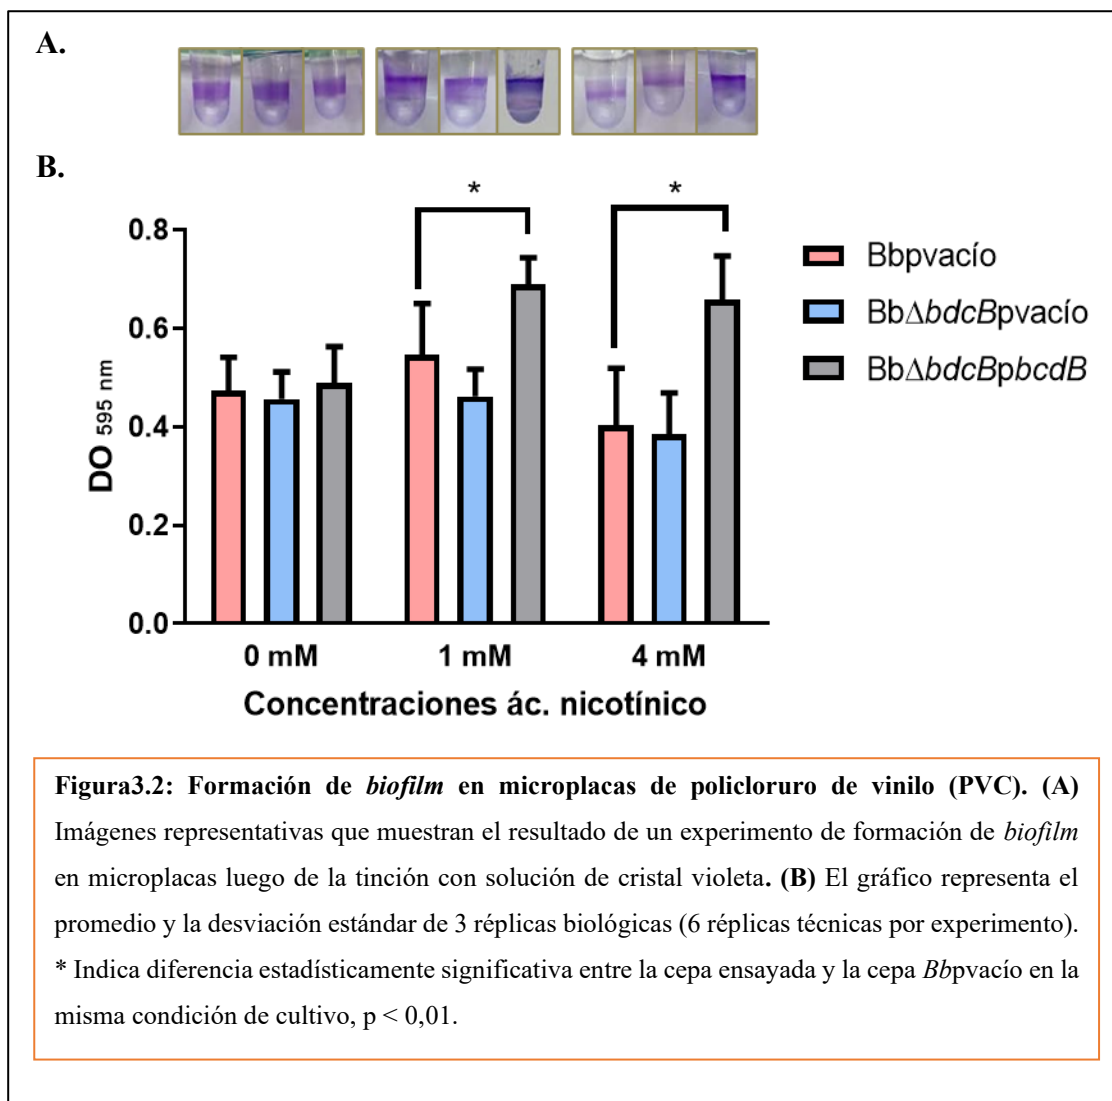 A.
B.
*
*
0.8
0.6
0.4
0.2
0.0
DO 595 nm
0 mM
1 mM
4 mM
Concentraciones ác. nicotínico
Bbpvacío
BbΔbdcBpvacío
BbΔbdcBpbcdB
Figura3.2: Formación de biofilm en microplacas de policloruro de vinilo (PVC). (A)
Imágenes representativas que muestran el resultado de un experimento de formación de biofilm
en microplacas luego de la tinción con solución de cristal violeta. (B) El gráfico representa el
promedio y la desviación estándar de 3 réplicas biológicas (6 réplicas técnicas por experimento).
* Indica diferencia estadísticamente significativa entre la cepa ensayada y la cepa Bbpvacío en la
misma condición de cultivo, p < 0,01.